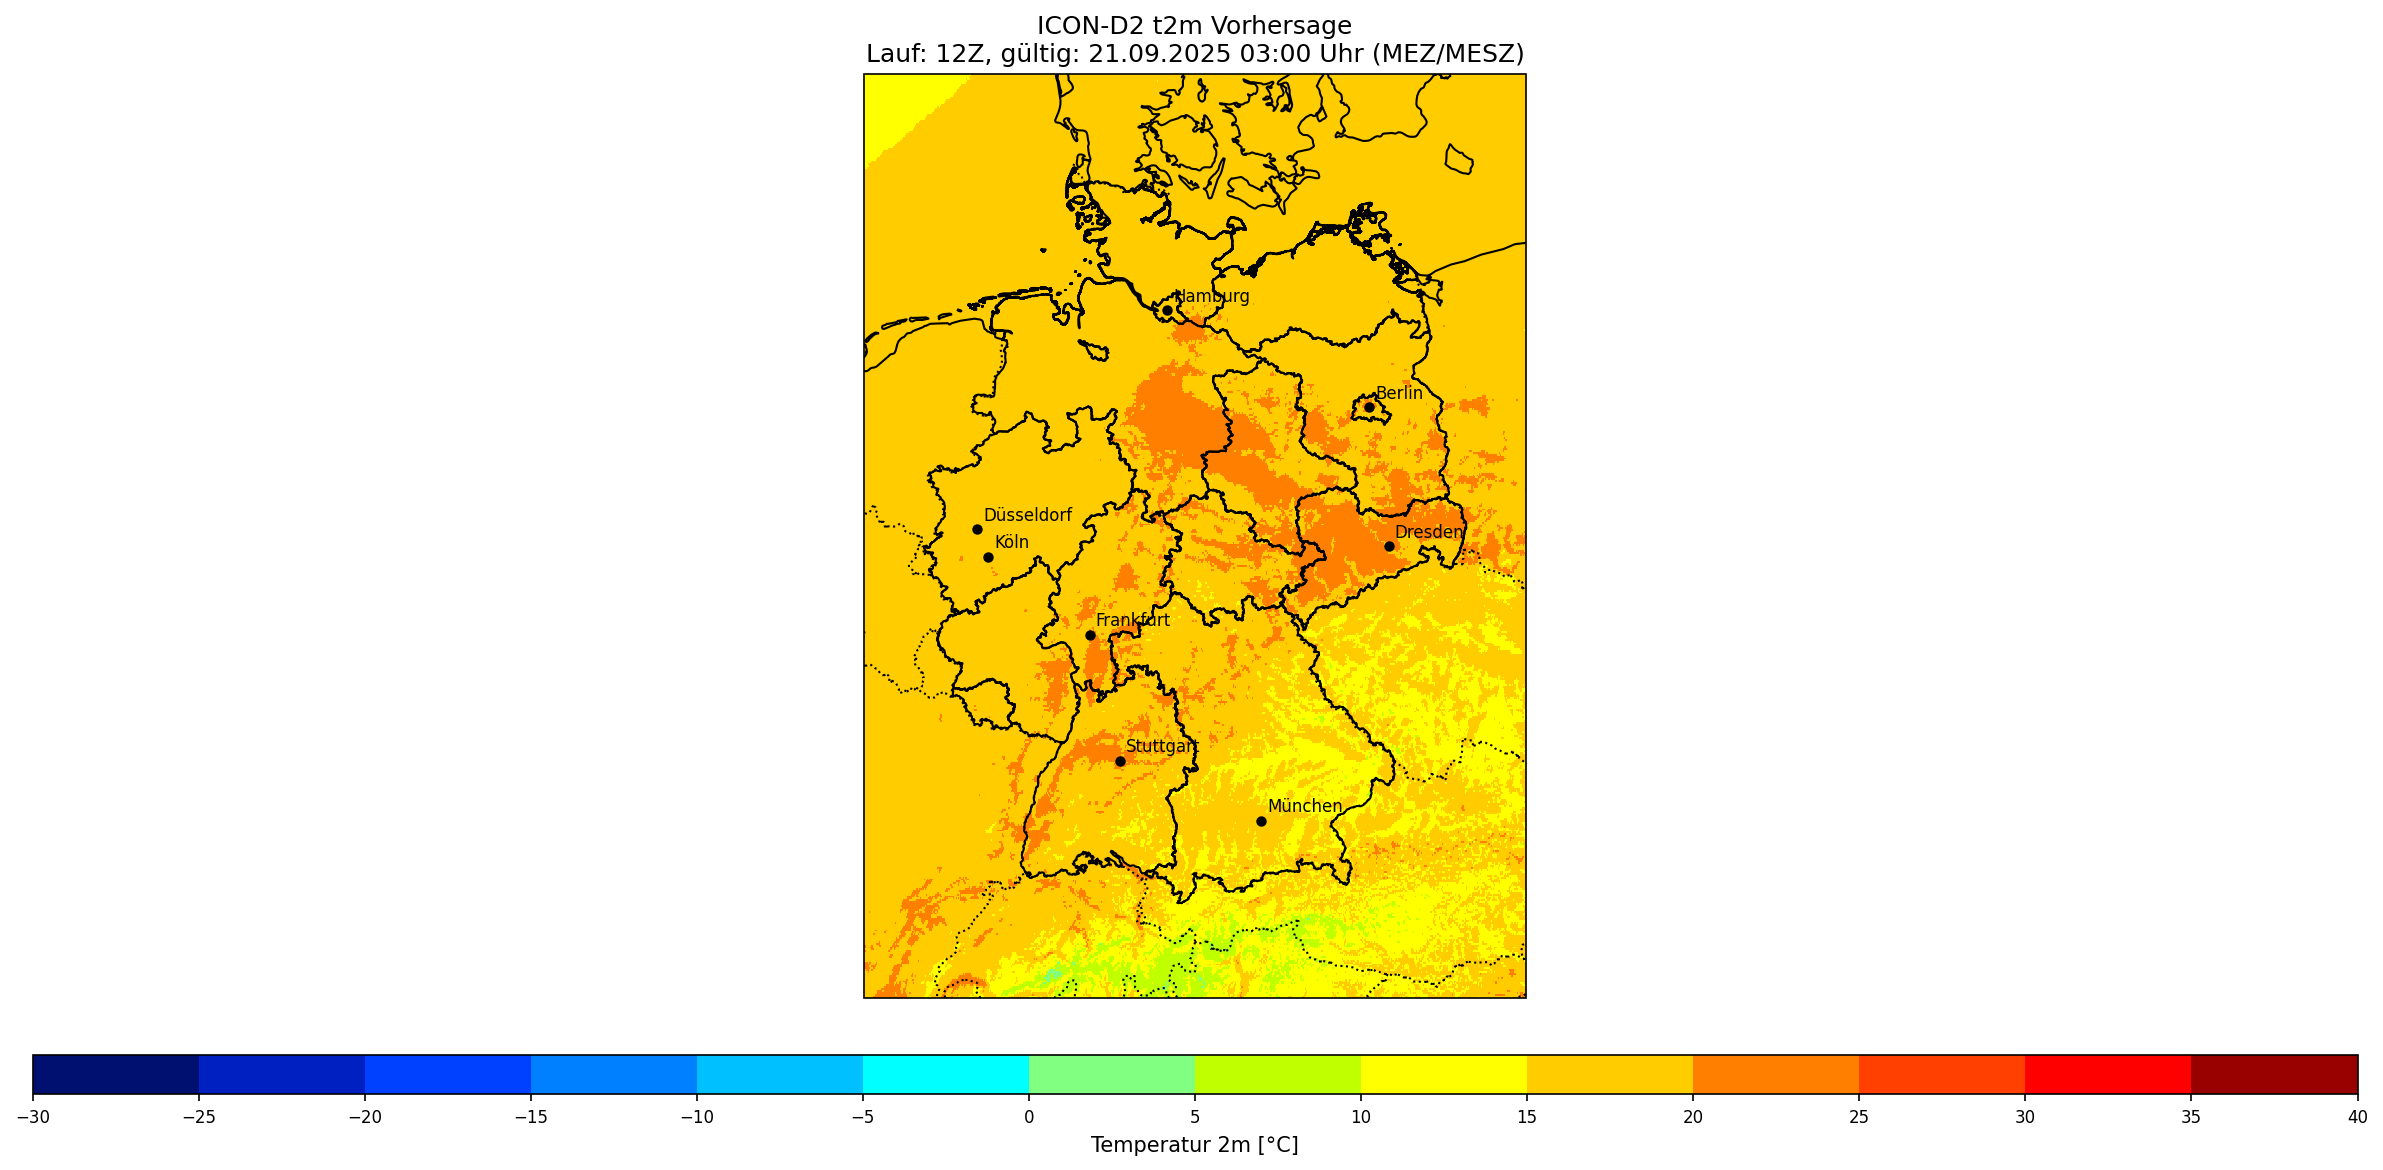 ICON-D2 t2m Vorhersage
Lauf: 12Z, gültig: 21.09.2025 03:00 Uhr (MEZ/MESZ)
Hamburg
Berlin
Düsseldorf
Köln
Dresden
Frankfurt
Stuttgart
München
−30 −25 −20 −15 −10 −5 0 5 10 15 20 25 30 35 40
Temperatur 2m [°C]